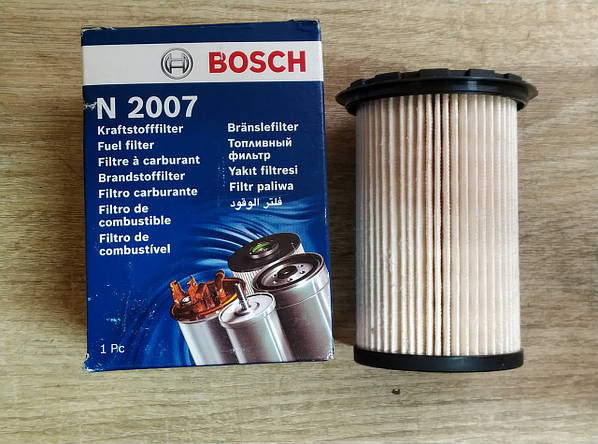 BOSCH
N 2007
Kraftstofffilter
Fuel filter
Filtre à carburant
Brandstoffilter
Filtro carburante
Filtro de
combustible
Filtro de
combustível
Bränslefilter
Топливный
фильтр
Yakıt filtresi
Filtr paliwa
فلتر الوقود
1 Pc